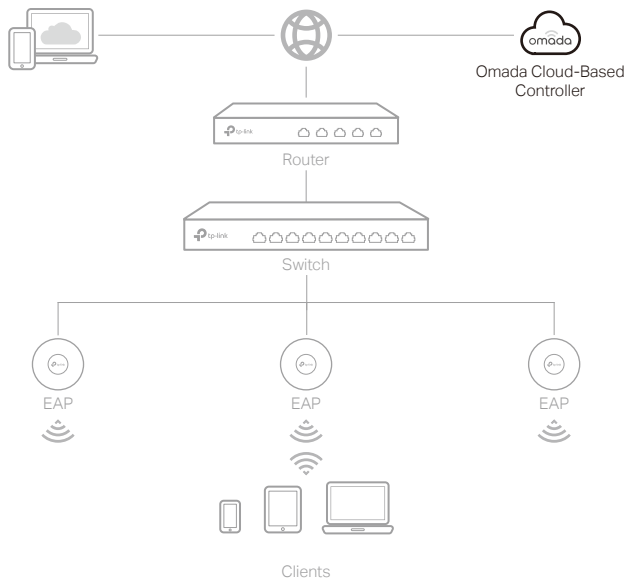 omada
Omada Cloud-Based
Controller
tp-link
Router
tp-link
Switch
EAP
EAP
EAP
Clients